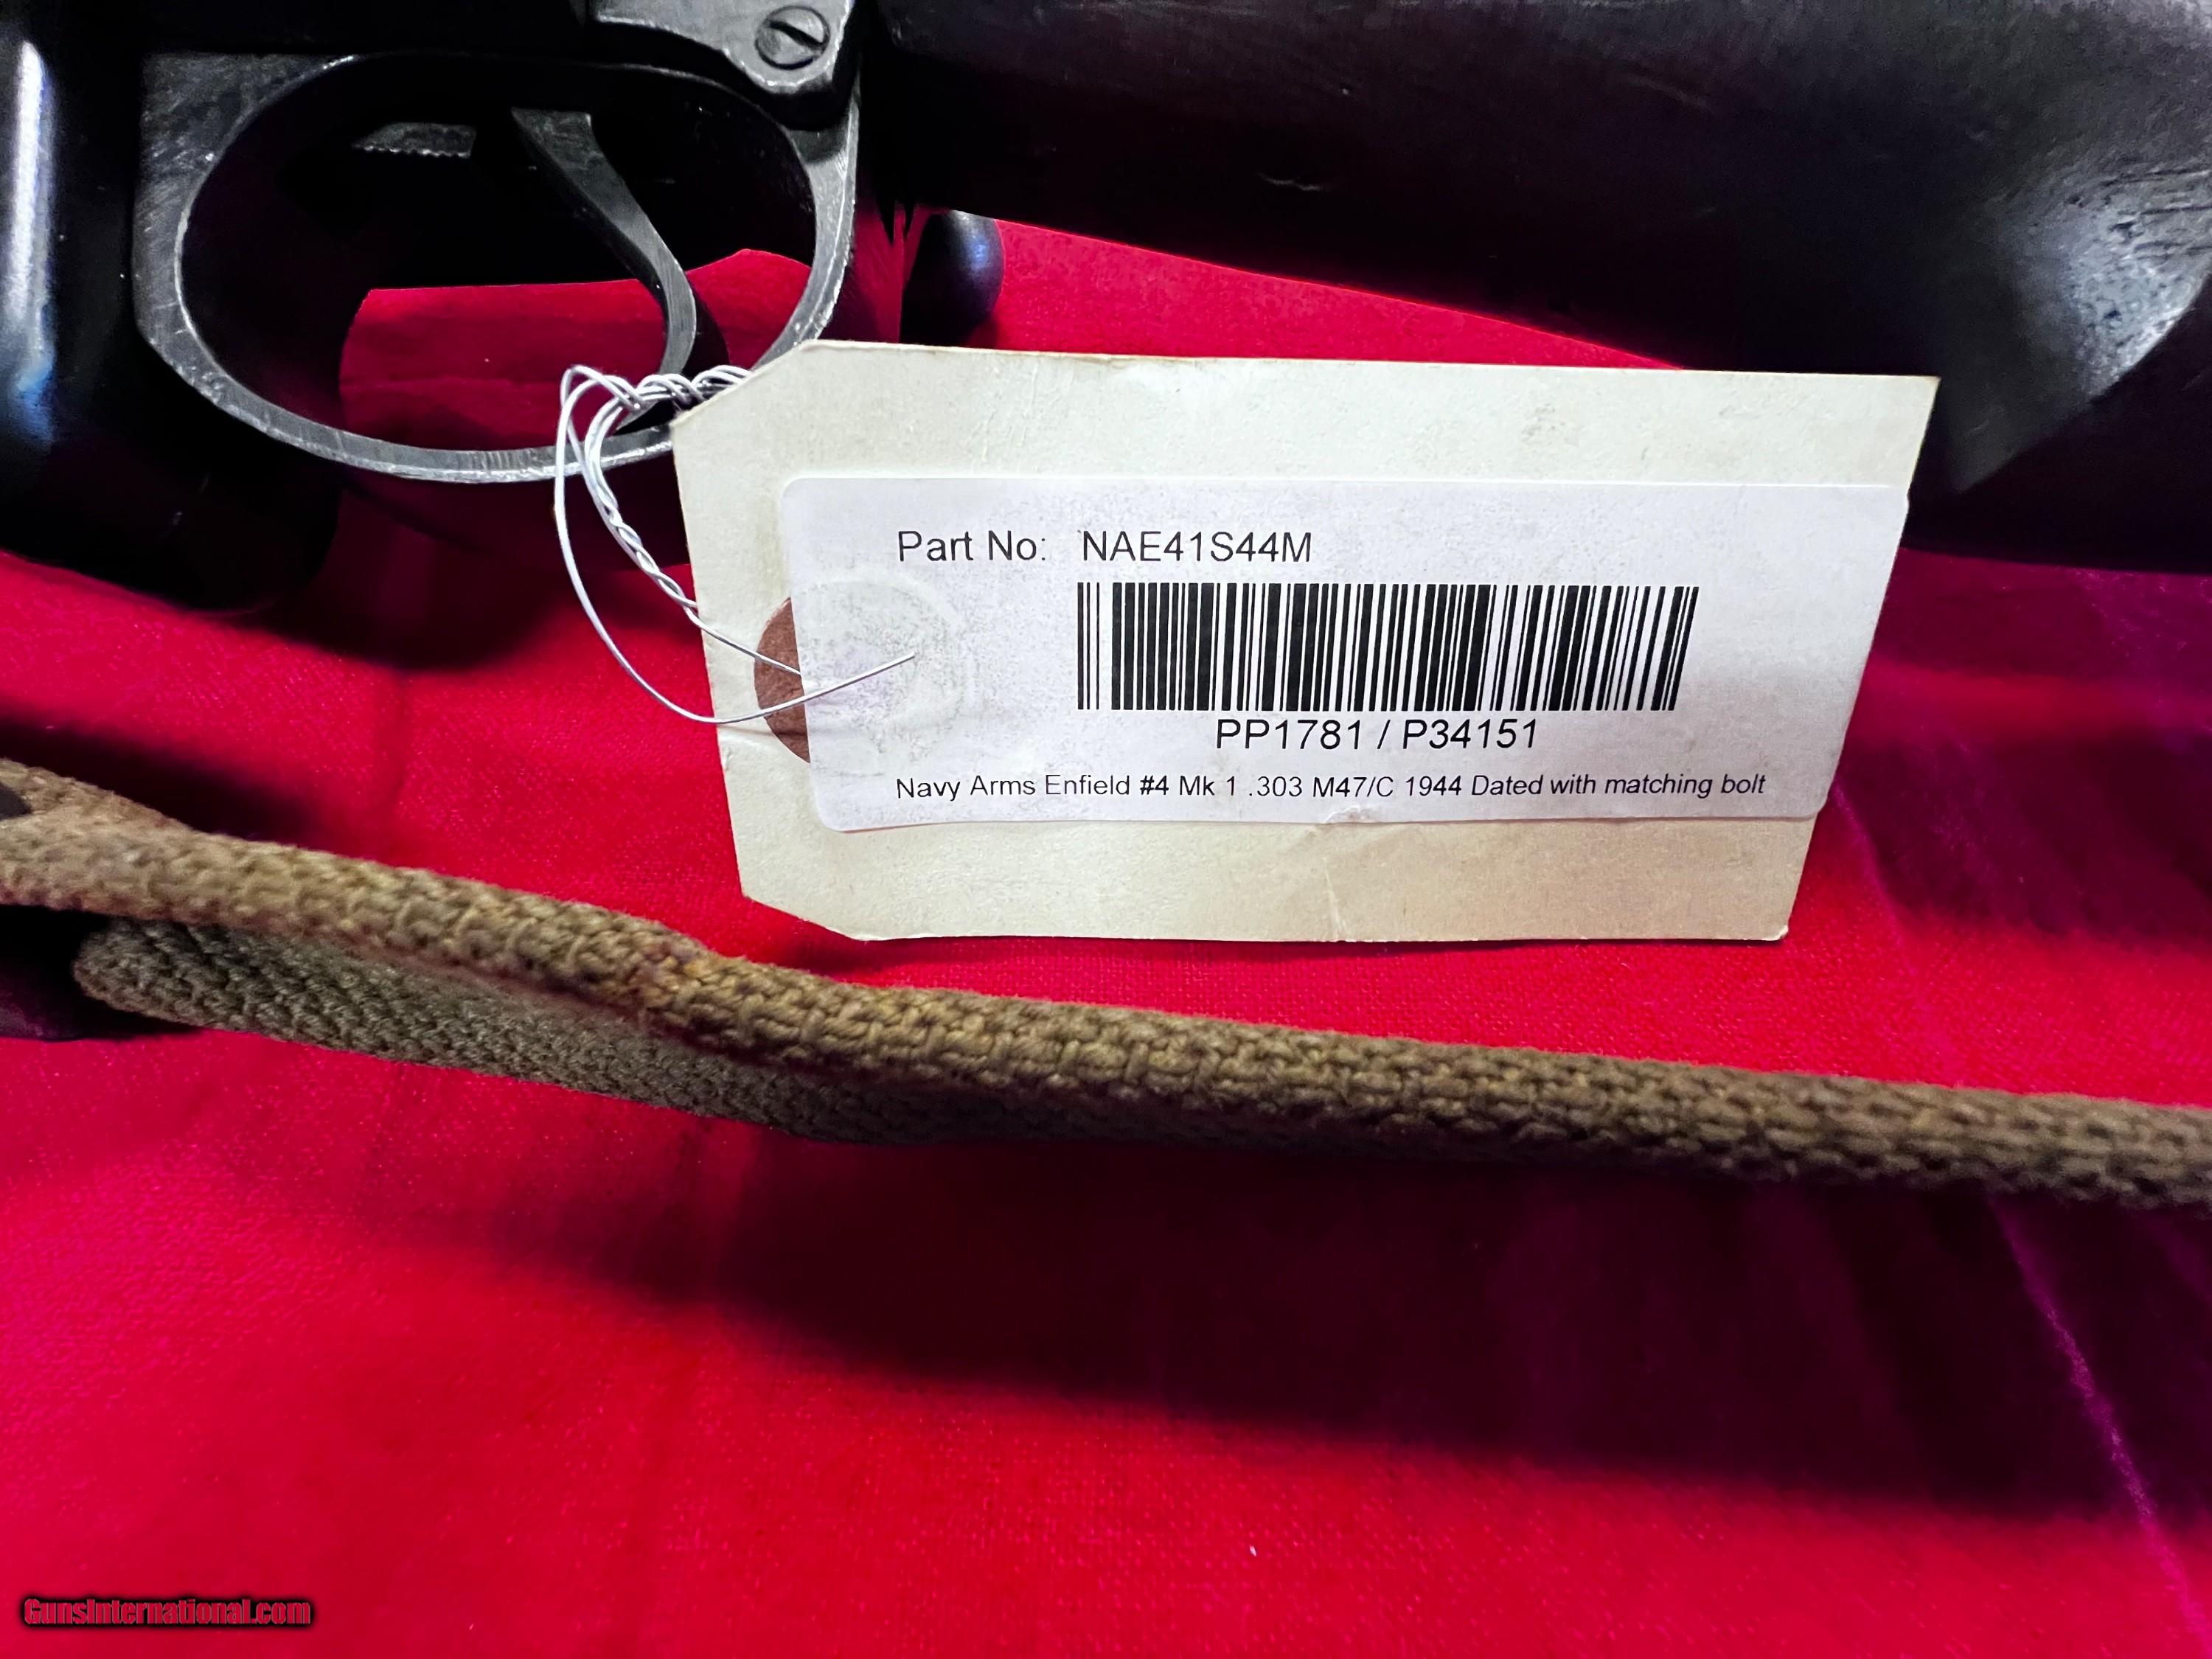 Part No: NAE41S44M
PP1781 / P34151
Navy Arms Enfield #4 Mk 1 .303 M47/C 1944 Dated with matching bolt
GunsInternational.com